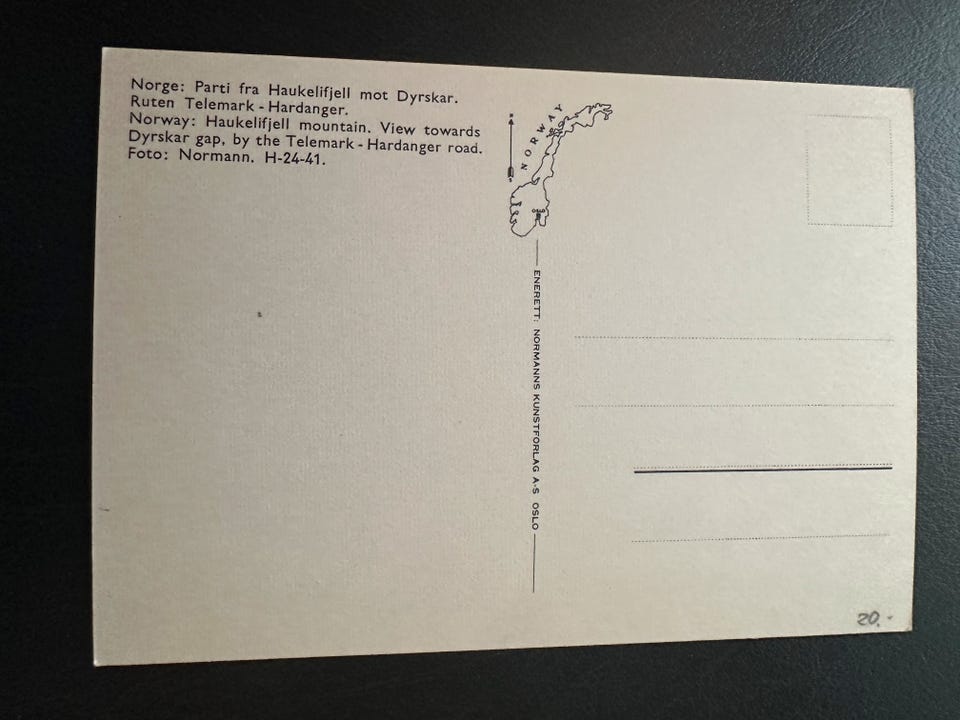 Norge: Parti fra Haukelifjell mot Dyrskar.
Ruten Telemark - Hardanger.
Norway: Haukelifjell mountain. View towards
Dyrskar gap, by the Telemark - Hardanger road.
Foto: Normann. H-24-41.
NORWAY
OSLO
ENERETT: NORMANNS KUNSTFORLAG A-S OSLO
20.-